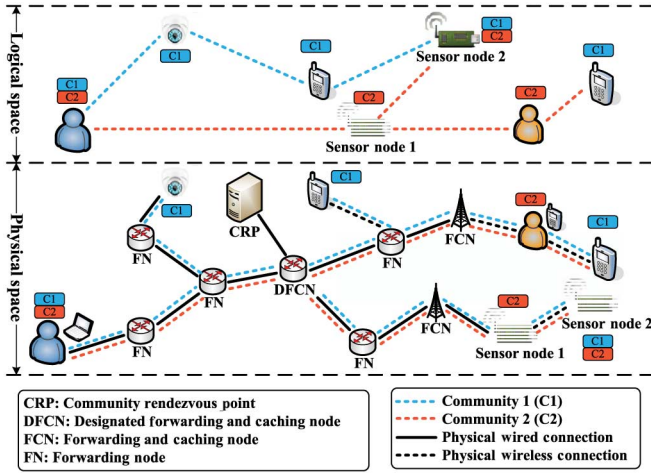 Logical space
C1
C1
C2
C1
C1
C2
Sensor node 2
C1
C2
Sensor node 1
C2
Physical space
C1
CRP
C1
FN
FN
DFCN
FN
FCN
C2
C1
C1
C2
FN
FN
FCN
C2
Sensor node 1
Sensor node 2
C1
C2
CRP: Community rendezvous point
DFCN: Designated forwarding and caching node
FCN: Forwarding and caching node
FN: Forwarding node
Community 1 (C1)
Community 2 (C2)
Physical wired connection
Physical wireless connection